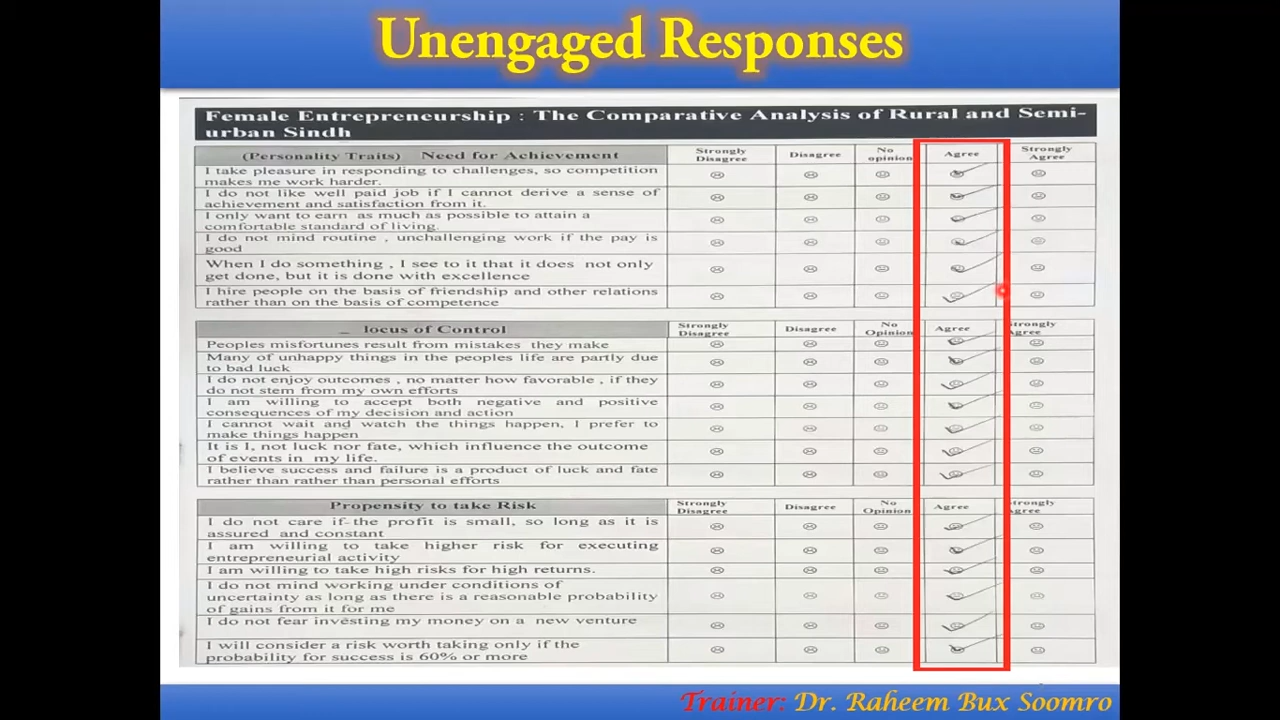 Unengaged Responses
Female Entrepreneurship : The Comparative Analysis of Rural and Semi-
urban Sindh
(Personality Traits) Need for Achievement
Strongly
Disagree
Disagree
No
opinion
Agree
Strongly
Agree
I take pleasure in responding to challenges, so competition
makes me work harder.
I do not like well paid job if I cannot derive a sense of
achievement and satisfaction from it.
I only want to earn as much as possible to attain a
comfortable standard of living.
I do not mind routine , unchallenging work if the pay is
good
When I do something , I see to it that it does not only
get done, but it is done with excellence
I hire people on the basis of friendship and other relations
rather than on the basis of competence
_ locus of Control
Strongly
Disagree
Disagree
No
Opinion
Agree
Strongly
Agree
Peoples misfortunes result from mistakes they make
Many of unhappy things in the peoples life are partly due
to bad luck
I do not enjoy outcomes , no matter how favorable , if they
do not stem from my own efforts
I am willing to accept both negative and positive
consequences of my decision and action
I cannot wait and watch the things happen, I prefer to
make things happen
It is I, not luck nor fate, which influence the outcome
of events in my life.
I believe success and failure is a product of luck and fate
rather than rather than personal efforts
Propensity to take Risk
Strongly
Disagree
Disagree
No
Opinion
Agree
Strongly
Agree
I do not care if the profit is small, so long as it is
assured and constant
I am willing to take higher risk for executing
entrepreneurial activity
I am willing to take high risks for high returns.
I do not mind working under conditions of
uncertainty as long as there is a reasonable probability
of gains from it for me
I do not fear investing my money on a new venture
I will consider a risk worth taking only if the
probability for success is 60% or more
Trainer: Dr. Raheem Bux Soomro